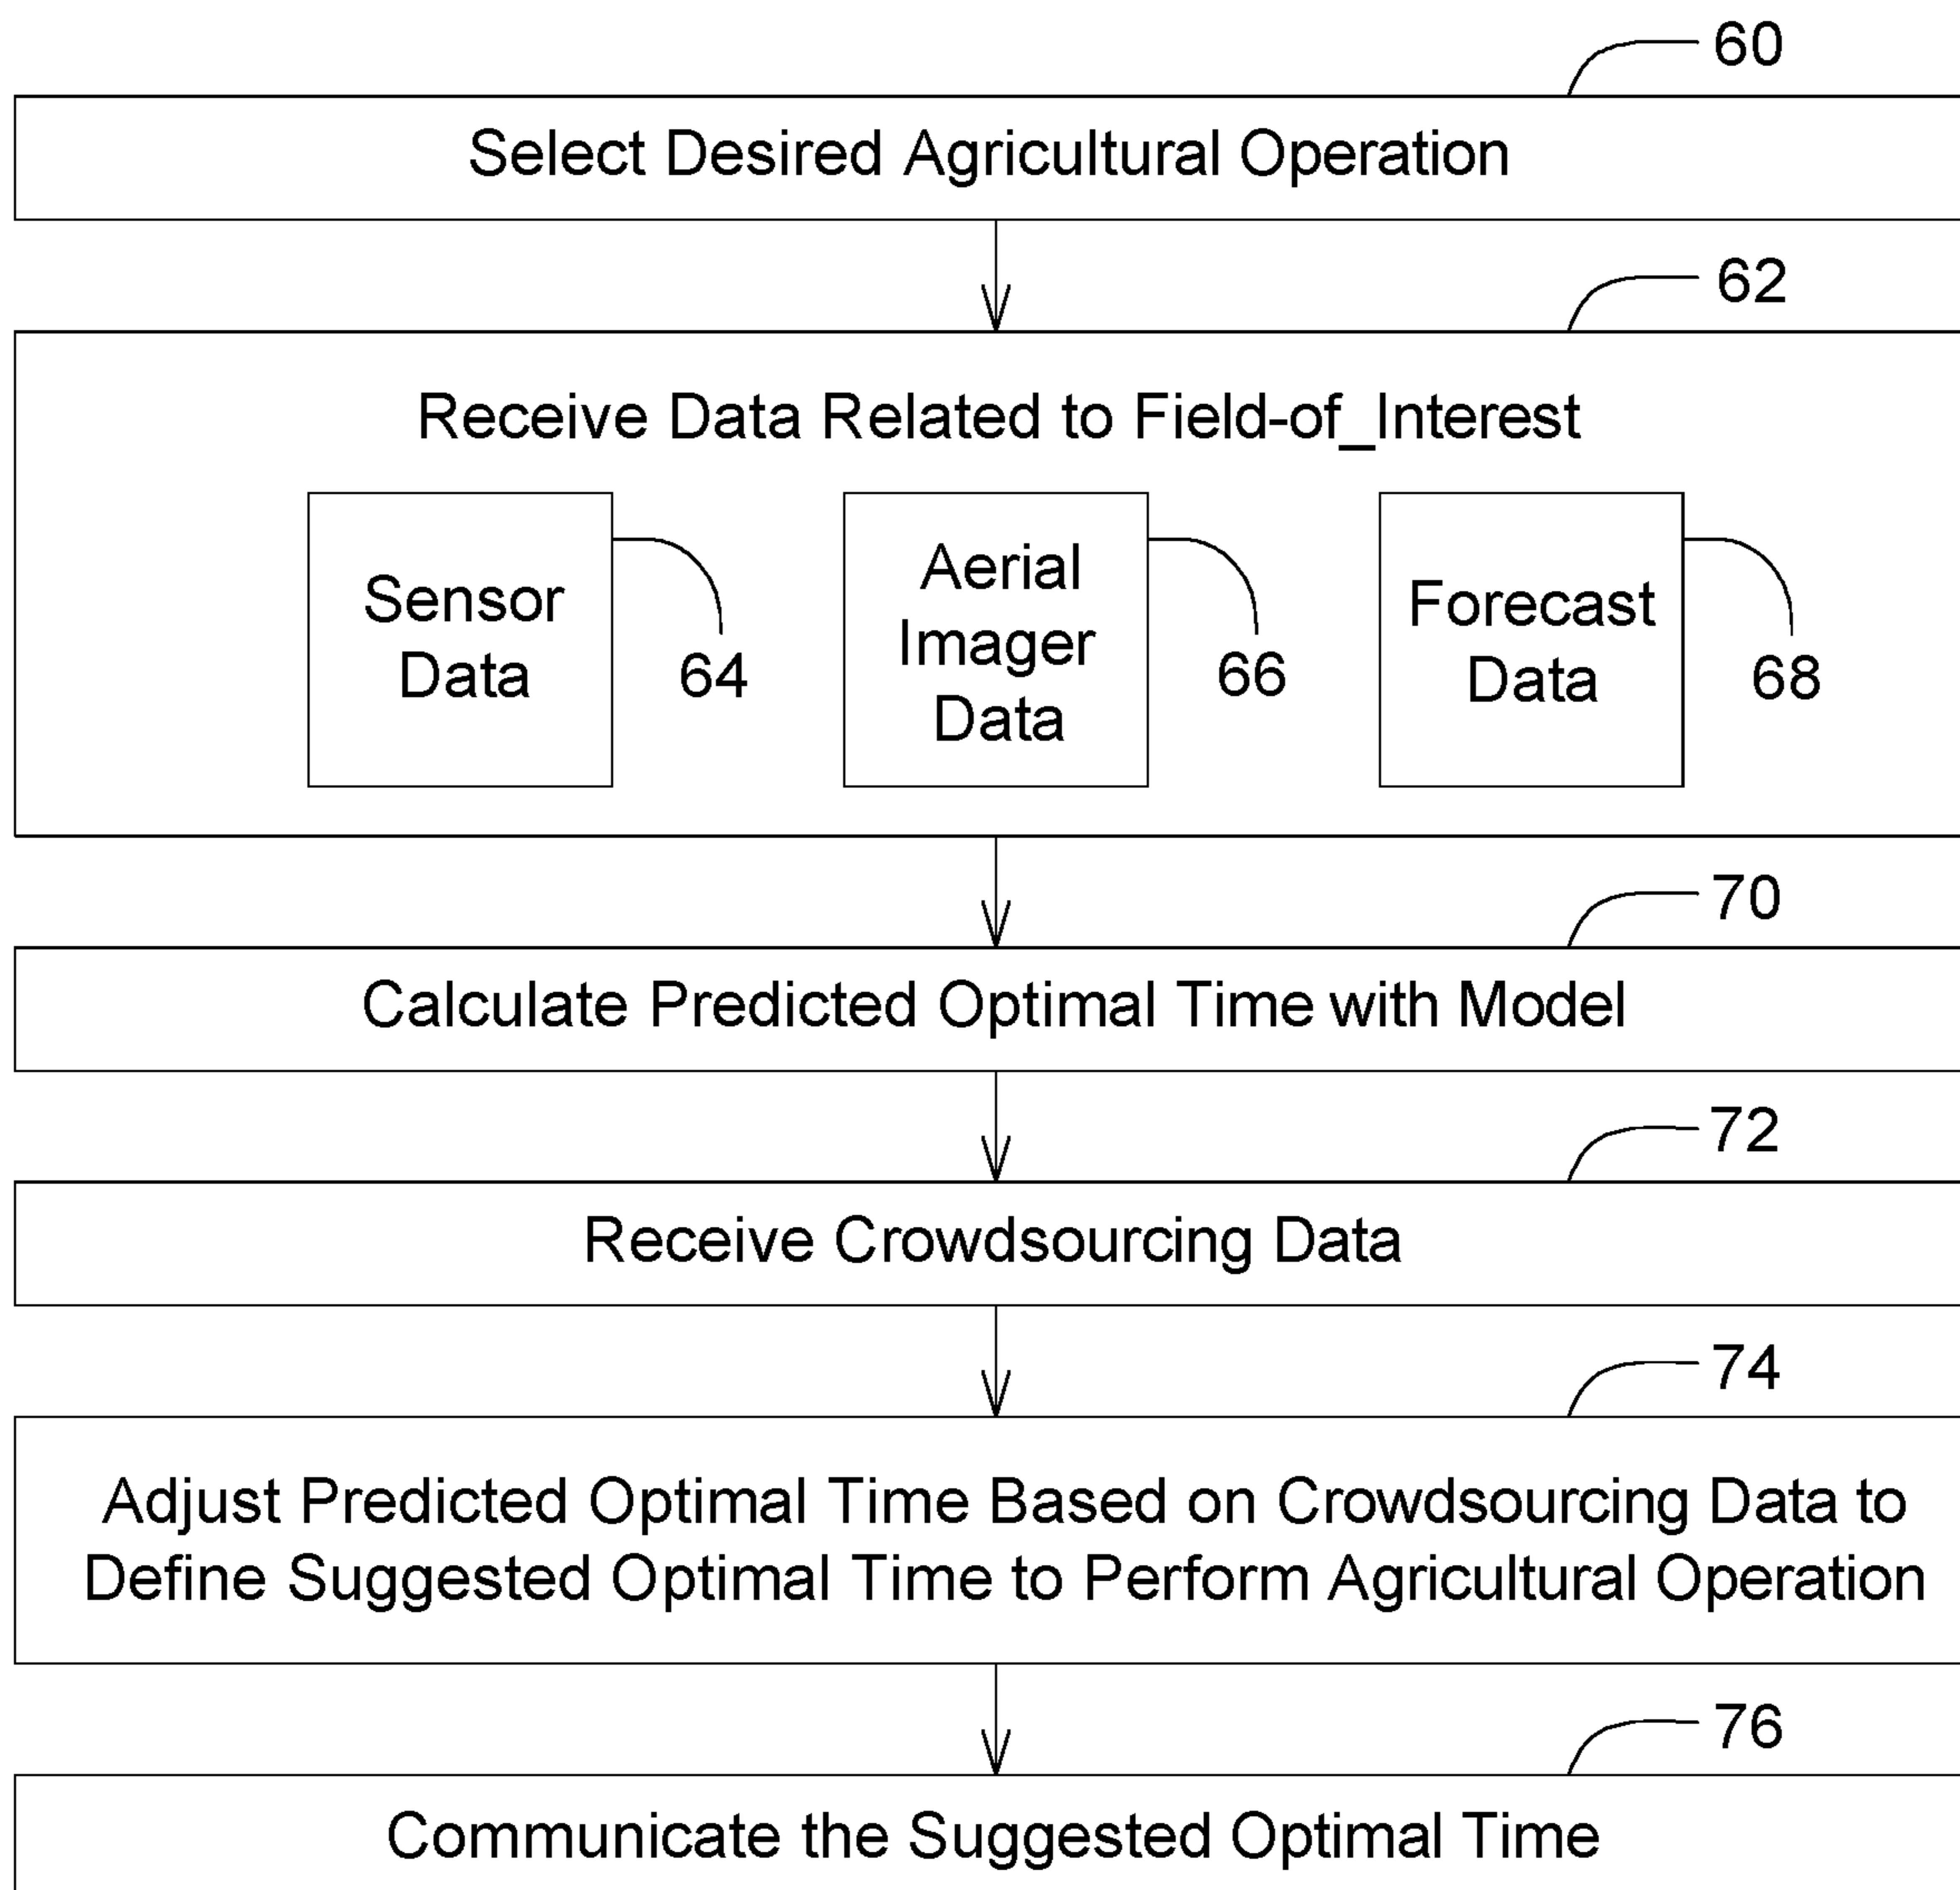 60
Select Desired Agricultural Operation
62
Receive Data Related to Field-of_Interest
Sensor
Data
64
Aerial
Imager
Data
66
Forecast
Data
68
70
Calculate Predicted Optimal Time with Model
72
Receive Crowdsourcing Data
74
Adjust Predicted Optimal Time Based on Crowdsourcing Data to
Define Suggested Optimal Time to Perform Agricultural Operation
76
Communicate the Suggested Optimal Time